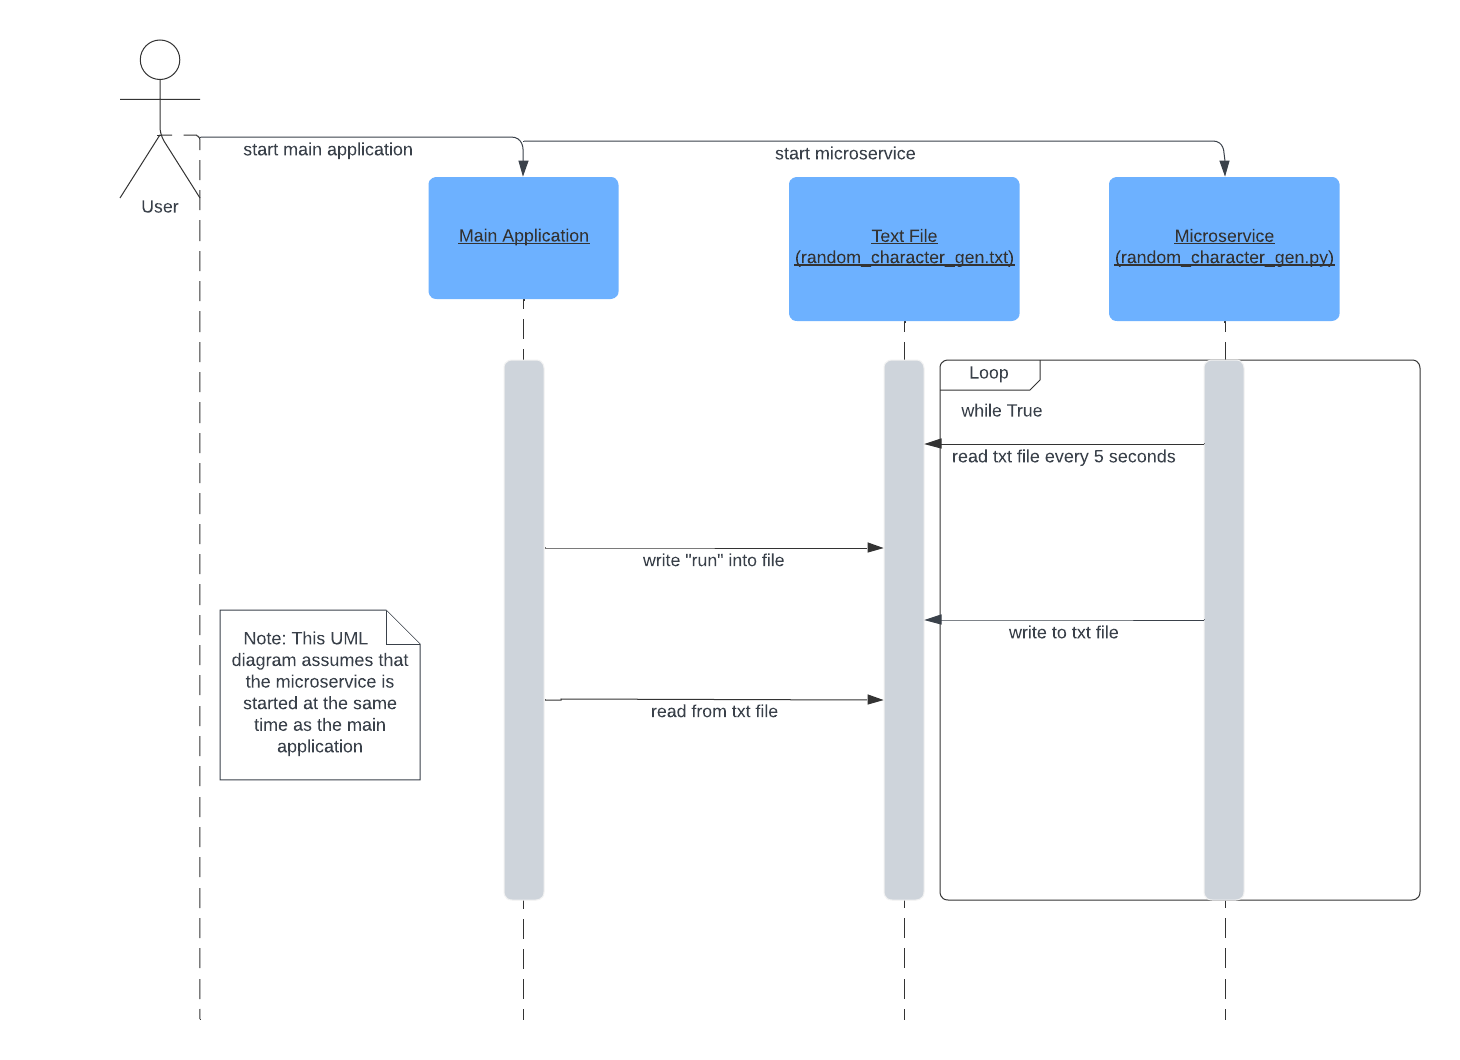 start main application
start microservice
User
Main Application
Text File
(random_character_gen.txt)
Microservice
(random_character_gen.py)
Loop
while True
read txt file every 5 seconds
write "run" into file
write to txt file
Note: This UML
diagram assumes that
the microservice is
started at the same
time as the main
application
read from txt file